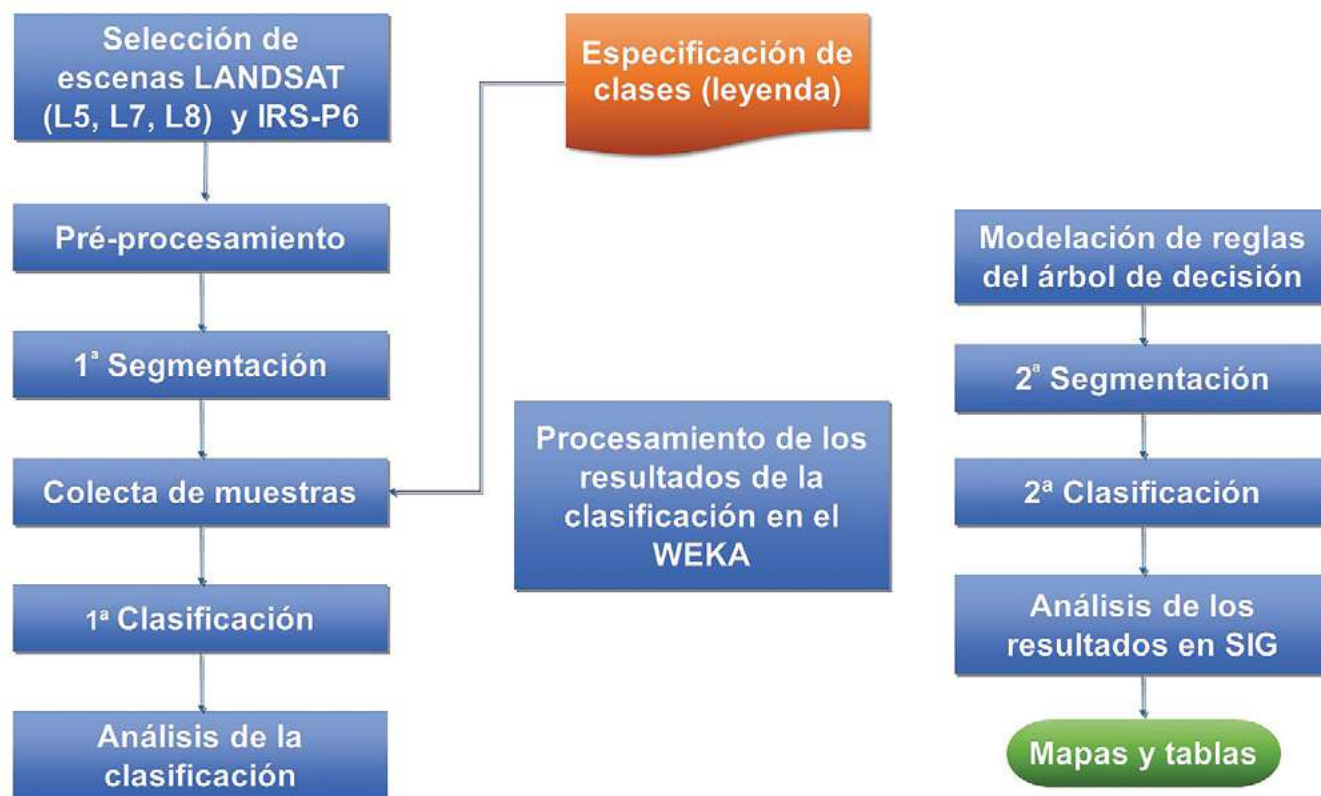 Selección de
escenas LANDSAT
(L5, L7, L8) y IRS-P6
Pré-procesamiento
1ª Segmentación
Colecta de muestras
1ª Clasificación
Análisis de la
clasificación
Especificación de
clases (leyenda)
Procesamiento de los
resultados de la
clasificación en el
WEKA
Modelación de reglas
del árbol de decisión
2ª Segmentación
2ª Clasificación
Análisis de los
resultados en SIG
Mapas y tablas